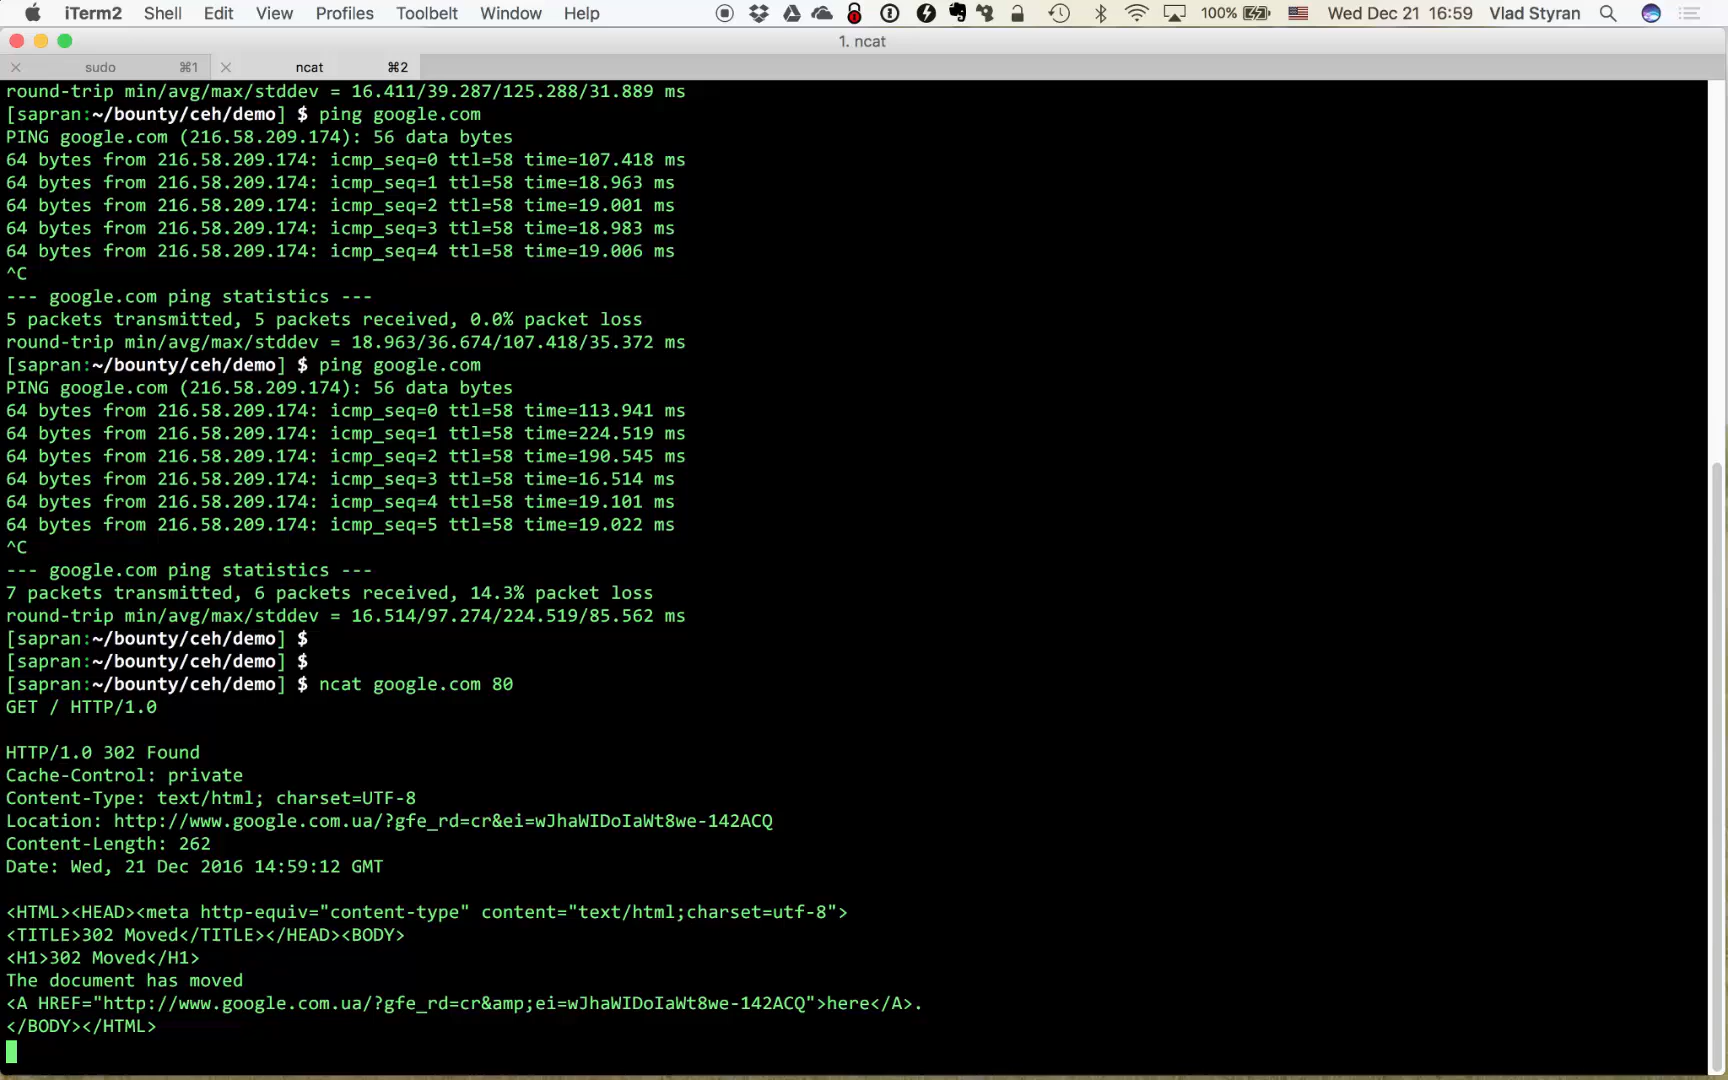 iTerm2 Shell Edit View Profiles Toolbelt Window Help 100% Wed Dec 21 16:59 Vlad Styran
1. ncat
sudo ⌘1 ncat ⌘2
round-trip min/avg/max/stddev = 16.411/39.287/125.288/31.889 ms
[sapran:~/bounty/ceh/demo] $ ping google.com
PING google.com (216.58.209.174): 56 data bytes
64 bytes from 216.58.209.174: icmp_seq=0 ttl=58 time=107.418 ms
64 bytes from 216.58.209.174: icmp_seq=1 ttl=58 time=18.963 ms
64 bytes from 216.58.209.174: icmp_seq=2 ttl=58 time=19.001 ms
64 bytes from 216.58.209.174: icmp_seq=3 ttl=58 time=18.983 ms
64 bytes from 216.58.209.174: icmp_seq=4 ttl=58 time=19.006 ms
^C
--- google.com ping statistics ---
5 packets transmitted, 5 packets received, 0.0% packet loss
round-trip min/avg/max/stddev = 18.963/36.674/107.418/35.372 ms
[sapran:~/bounty/ceh/demo] $ ping google.com
PING google.com (216.58.209.174): 56 data bytes
64 bytes from 216.58.209.174: icmp_seq=0 ttl=58 time=113.941 ms
64 bytes from 216.58.209.174: icmp_seq=1 ttl=58 time=224.519 ms
64 bytes from 216.58.209.174: icmp_seq=2 ttl=58 time=190.545 ms
64 bytes from 216.58.209.174: icmp_seq=3 ttl=58 time=16.514 ms
64 bytes from 216.58.209.174: icmp_seq=4 ttl=58 time=19.101 ms
64 bytes from 216.58.209.174: icmp_seq=5 ttl=58 time=19.022 ms
^C
--- google.com ping statistics ---
7 packets transmitted, 6 packets received, 14.3% packet loss
round-trip min/avg/max/stddev = 16.514/97.274/224.519/85.562 ms
[sapran:~/bounty/ceh/demo] $
[sapran:~/bounty/ceh/demo] $
[sapran:~/bounty/ceh/demo] $ ncat google.com 80
GET / HTTP/1.0
HTTP/1.0 302 Found
Cache-Control: private
Content-Type: text/html; charset=UTF-8
Location: http://www.google.com.ua/?gfe_rd=cr&ei=wJhaWIDoIaWt8we-142ACQ
Content-Length: 262
Date: Wed, 21 Dec 2016 14:59:12 GMT
<HTML><HEAD><meta http-equiv="content-type" content="text/html;charset=utf-8">
<TITLE>302 Moved</TITLE></HEAD><BODY>
<H1>302 Moved</H1>
The document has moved
<A HREF="http://www.google.com.ua/?gfe_rd=cr&amp;ei=wJhaWIDoIaWt8we-142ACQ">here</A>.
</BODY></HTML>